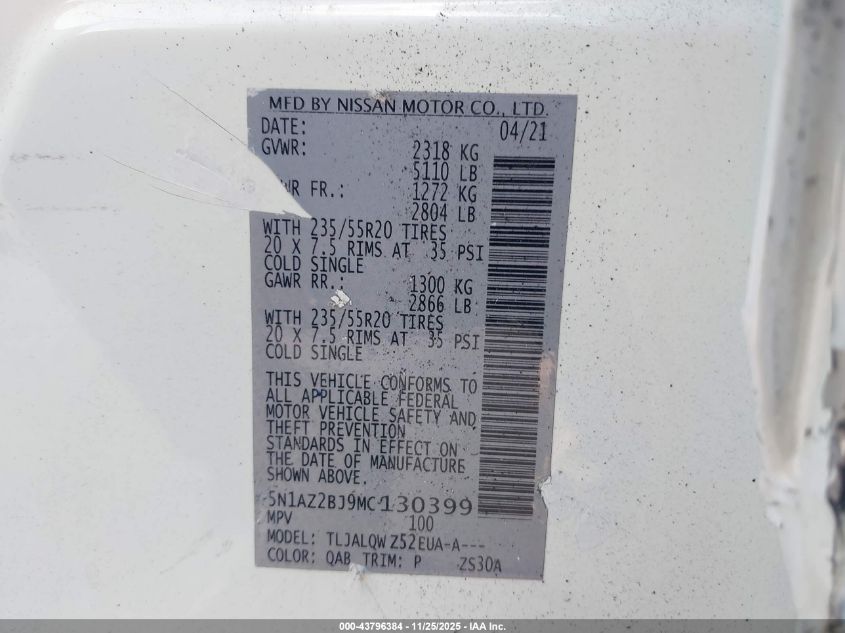 MFD BY NISSAN MOTOR CO., LTD.
DATE: 04/21
GVWR: 2318 KG
5110 LB
WR FR.: 1272 KG
2804 LB
WITH 235/55R20 TIRES
20 X 7.5 RIMS AT 35 PSI
COLD SINGLE
GAWR RR.: 1300 KG
2866 LB
WITH 235/55R20 TIRES
20 X 7.5 RIMS AT 35 PSI
COLD SINGLE
THIS VEHICLE CONFORMS TO
ALL APPLICABLE FEDERAL
MOTOR VEHICLE SAFETY AND
THEFT PREVENTION
STANDARDS IN EFFECT ON
THE DATE OF MANUFACTURE
SHOWN ABOVE.
5N1AZ2BJ9MC130399
MPV 100
MODEL: TLJALQW Z52EUA-A---
COLOR: QAB TRIM: P ZS30A
000-43796384 - 11/25/2025 - IAA Inc.